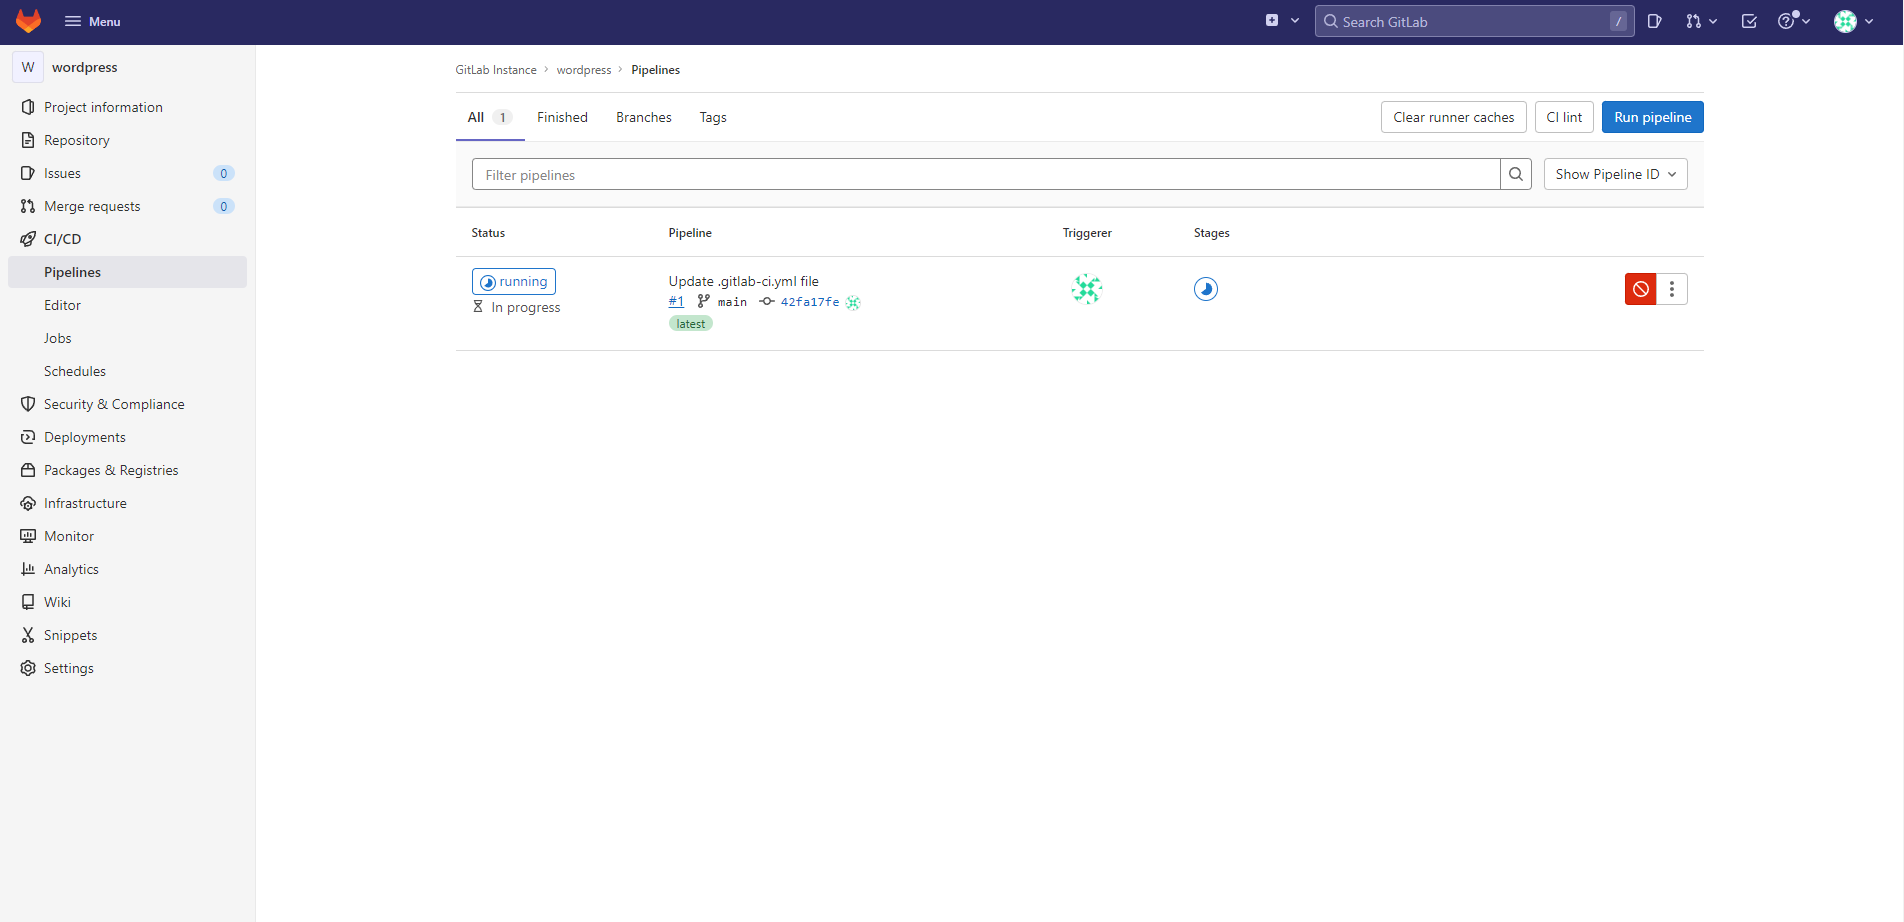 Menu
Search GitLab /
W wordpress
Project information
Repository
Issues 0
Merge requests 0
CI/CD
Pipelines
Editor
Jobs
Schedules
Security & Compliance
Deployments
Packages & Registries
Infrastructure
Monitor
Analytics
Wiki
Snippets
Settings
GitLab Instance › wordpress › Pipelines
All 1 Finished Branches Tags
Clear runner caches CI lint Run pipeline
Filter pipelines
Show Pipeline ID
Status Pipeline Triggerer Stages
running
In progress
Update .gitlab-ci.yml file
#1 main 42fa17fe
latest